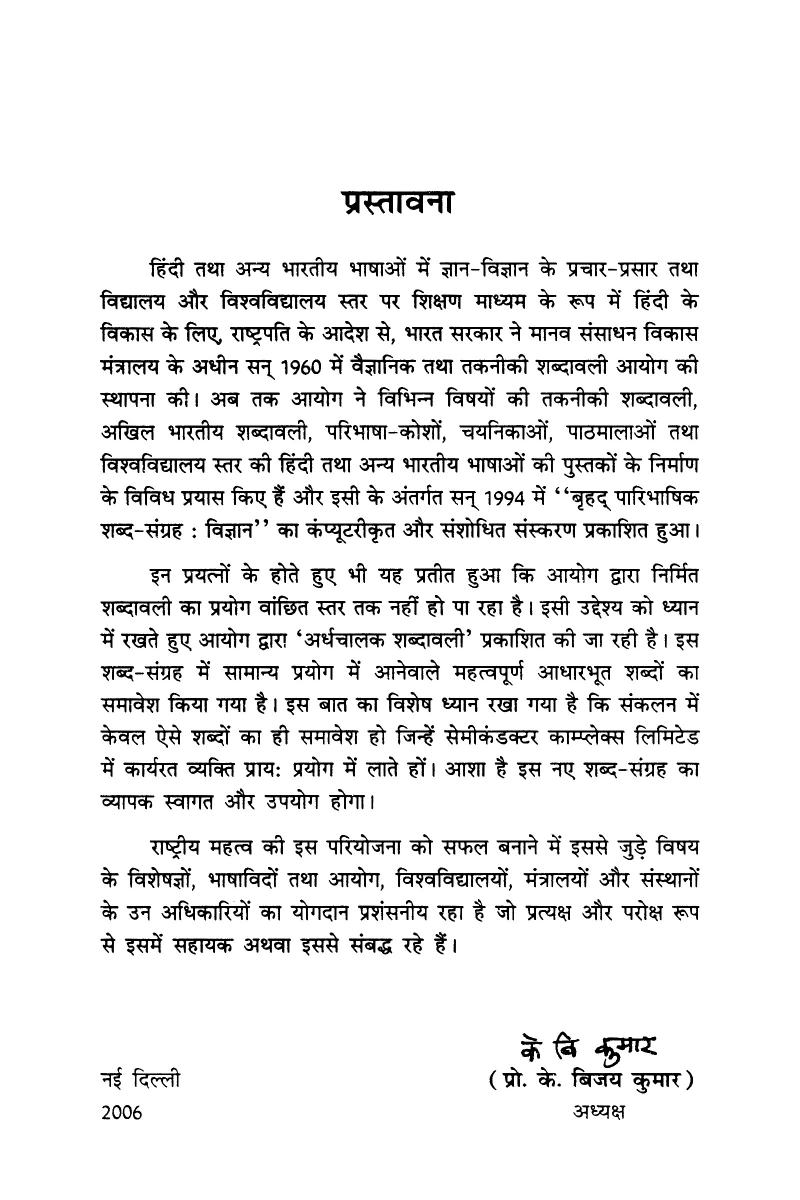 प्रस्तावना
हिंदी तथा अन्य भारतीय भाषाओं में ज्ञान-विज्ञान के प्रचार-प्रसार तथा
विद्यालय और विश्वविद्यालय स्तर पर शिक्षण माध्यम के रूप में हिंदी के
विकास के लिए, राष्ट्रपति के आदेश से, भारत सरकार ने मानव संसाधन विकास
मंत्रालय के अधीन सन् 1960 में वैज्ञानिक तथा तकनीकी शब्दावली आयोग की
स्थापना की। अब तक आयोग ने विभिन्न विषयों की तकनीकी शब्दावली,
अखिल भारतीय शब्दावली, परिभाषा-कोशों, चयनिकाओं, पाठमालाओं तथा
विश्वविद्यालय स्तर की हिंदी तथा अन्य भारतीय भाषाओं की पुस्तकों के निर्माण
के विविध प्रयास किए हैं और इसी के अंतर्गत सन् 1994 में ‘‘बृहद् पारिभाषिक
शब्द-संग्रह : विज्ञान’’ का कंप्यूटरीकृत और संशोधित संस्करण प्रकाशित हुआ।
इन प्रयत्नों के होते हुए भी यह प्रतीत हुआ कि आयोग द्वारा निर्मित
शब्दावली का प्रयोग वांछित स्तर तक नहीं हो पा रहा है। इसी उद्देश्य को ध्यान
में रखते हुए आयोग द्वारा ‘अर्धचालक शब्दावली’ प्रकाशित की जा रही है। इस
शब्द-संग्रह में सामान्य प्रयोग में आनेवाले महत्वपूर्ण आधारभूत शब्दों का
समावेश किया गया है। इस बात का विशेष ध्यान रखा गया है कि संकलन में
केवल ऐसे शब्दों का ही समावेश हो जिन्हें सेमीकंडक्टर काम्प्लेक्स लिमिटेड
में कार्यरत व्यक्ति प्राय: प्रयोग में लाते हों। आशा है इस नए शब्द-संग्रह का
व्यापक स्वागत और उपयोग होगा।
राष्ट्रीय महत्व की इस परियोजना को सफल बनाने में इससे जुड़े विषय
के विशेषज्ञों, भाषाविदों तथा आयोग, विश्वविद्यालयों, मंत्रालयों और संस्थानों
के उन अधिकारियों का योगदान प्रशंसनीय रहा है जो प्रत्यक्ष और परोक्ष रूप
से इसमें सहायक अथवा इससे संबद्ध रहे हैं।
के बि कुमार
नई दिल्ली (प्रो. के. बिजय कुमार)
2006 अध्यक्ष